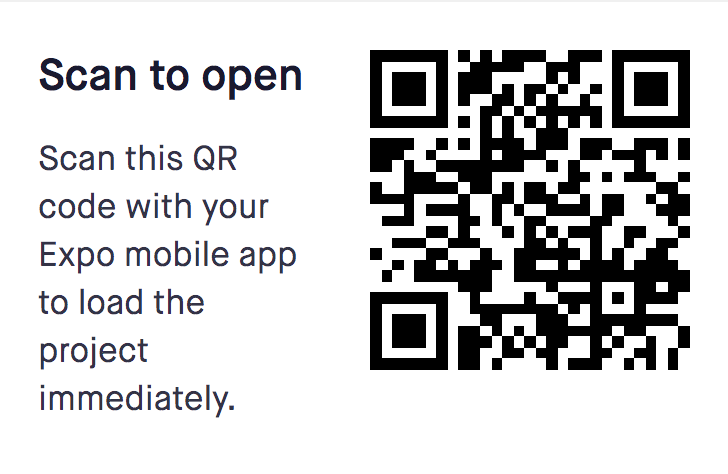 Scan to open
Scan this QR
code with your
Expo mobile app
to load the
project
immediately.